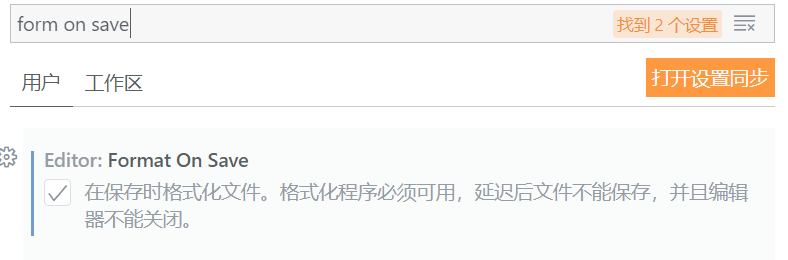 form on save
找到 2 个设置
用户 工作区
打开设置同步
Editor: Format On Save
在保存时格式化文件。格式化程序必须可用，延迟后文件不能保存，并且编辑
器不能关闭。